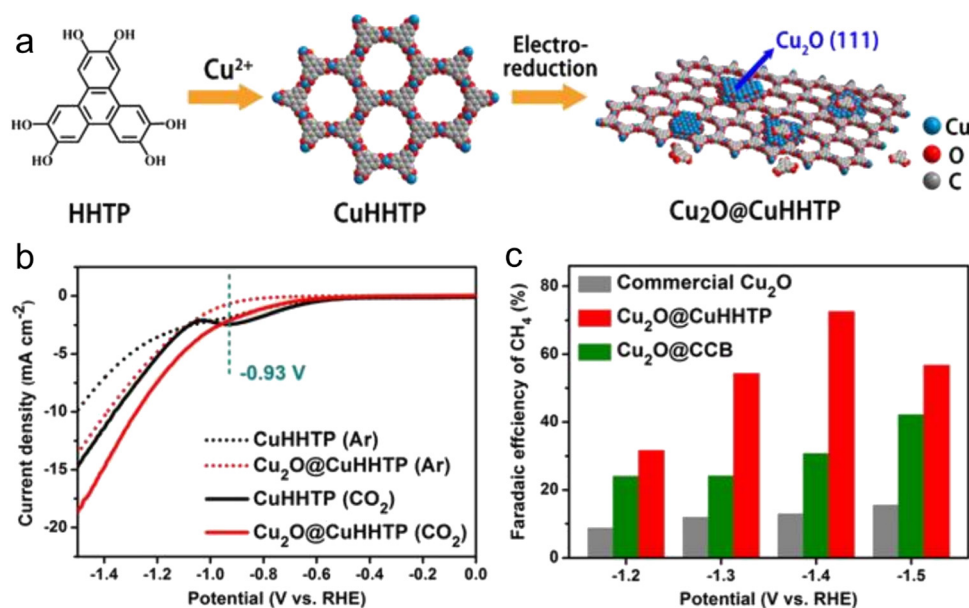 a
HO OH
HO OH
HO OH
HHTP
Cu2+
CuHHTP
Electro-
reduction
Cu2O (111)
Cu2O@CuHHTP
Cu
O
C
b
Current density (mA cm-2)
0
-5
-10
-15
-20
-0.93 V
CuHHTP (Ar)
Cu2O@CuHHTP (Ar)
CuHHTP (CO2)
Cu2O@CuHHTP (CO2)
-1.4 -1.2 -1.0 -0.8 -0.6 -0.4 -0.2 0.0
Potential (V vs. RHE)
c
Faradaic effciency of CH4 (%)
80
60
40
20
0
Commercial Cu2O
Cu2O@CuHHTP
Cu2O@CCB
-1.2 -1.3 -1.4 -1.5
Potential (V vs. RHE)